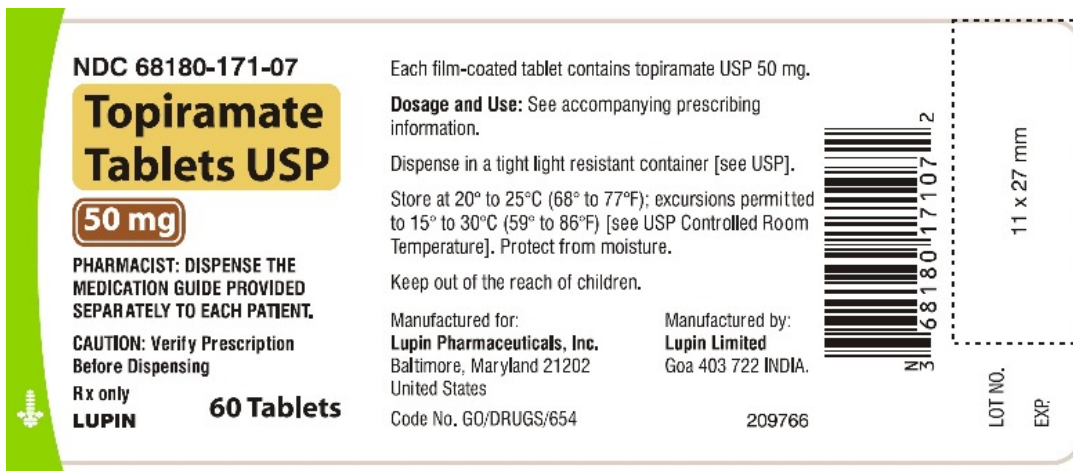 NDC 68180-171-07
Topiramate
Tablets USP
50 mg
PHARMACIST: DISPENSE THE
MEDICATION GUIDE PROVIDED
SEPARATELY TO EACH PATIENT.
CAUTION: Verify Prescription
Before Dispensing
Rx only
60 Tablets
LUPIN
Each film-coated tablet contains topiramate USP 50 mg.
Dosage and Use: See accompanying prescribing
information.
Dispense in a tight light resistant container [see USP].
Store at 20° to 25°C (68° to 77°F); excursions permitted
to 15° to 30°C (59° to 86°F) [see USP Controlled Room
Temperature]. Protect from moisture.
Keep out of the reach of children.
Manufactured for:
Lupin Pharmaceuticals, Inc.
Baltimore, Maryland 21202
United States
Manufactured by:
Lupin Limited
Goa 403 722 INDIA.
Code No. GO/DRUGS/654
209766
N
3 68180 17107 2
11 x 27 mm
LOT NO.
EXP.